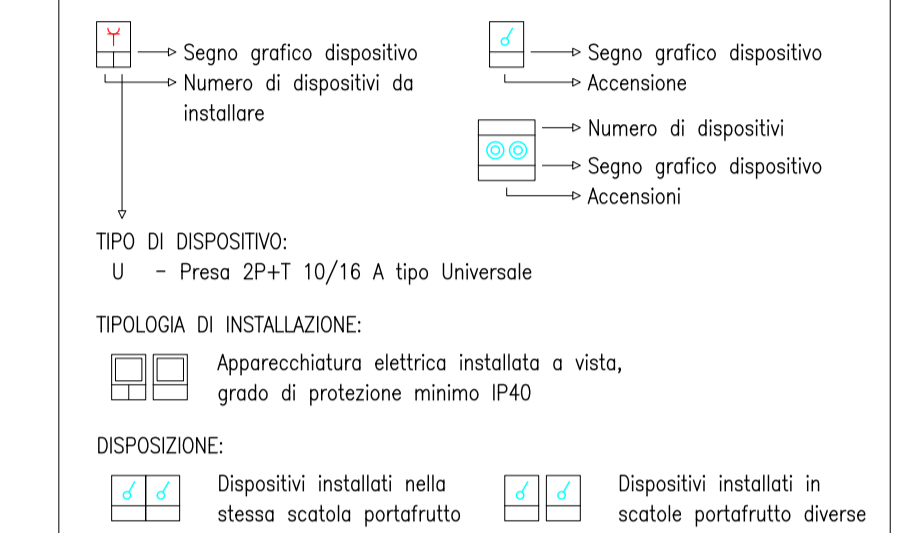 Segno grafico dispositivo
Numero di dispositivi da
installare
Segno grafico dispositivo
Accensione
Numero di dispositivi
Segno grafico dispositivo
Accensioni
TIPO DI DISPOSITIVO:
U - Presa 2P+T 10/16 A tipo Universale
TIPOLOGIA DI INSTALLAZIONE:
Apparecchiatura elettrica installata a vista,
grado di protezione minimo IP40
DISPOSIZIONE:
Dispositivi installati nella
stessa scatola portafrutto
Dispositivi installati in
scatole portafrutto diverse